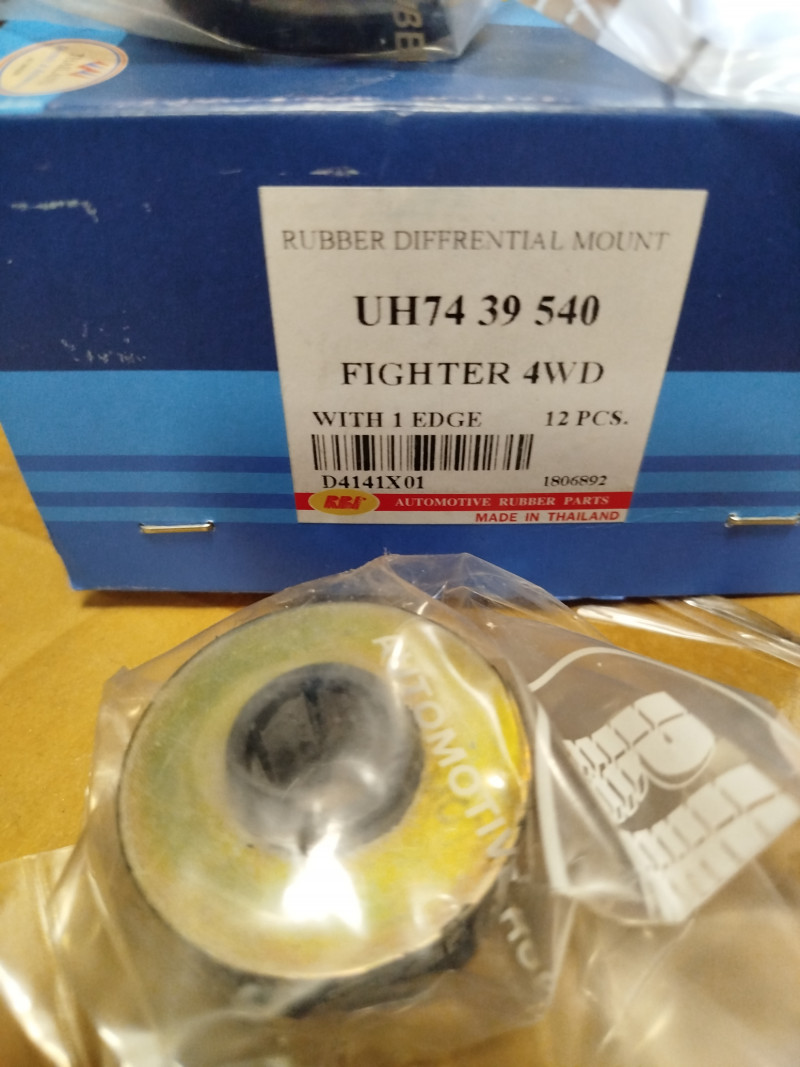 RUBBER DIFFRENTIAL MOUNT
UH74 39 540
FIGHTER 4WD
WITH 1 EDGE 12 PCS.
D4141X01 1806892
RBI AUTOMOTIVE RUBBER PARTS
MADE IN THAILAND
AUTOMOTIV